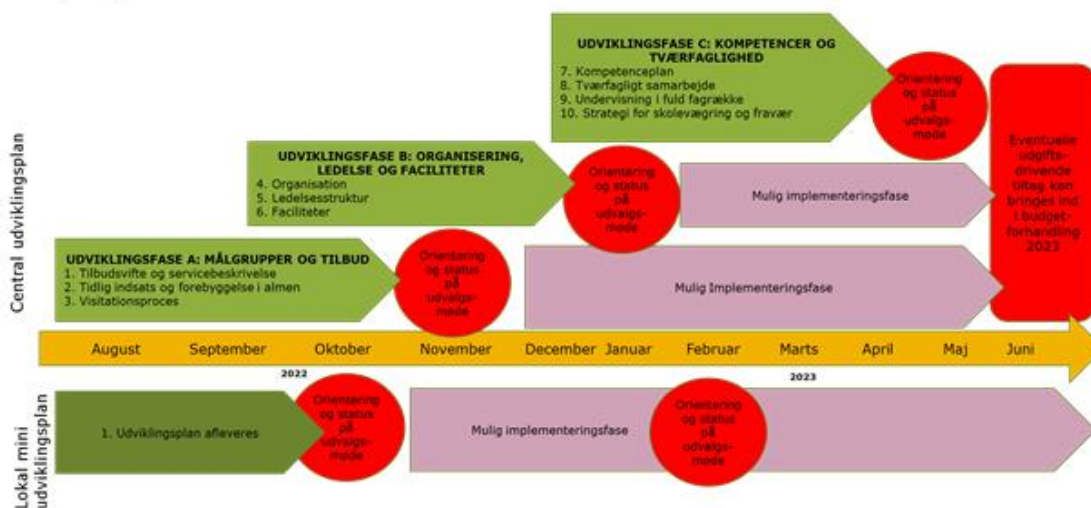 Central udviklingsplan
UDVIKLINGSFASE C: KOMPETENCER OG
TVÆRFAGLIGHED
7. Kompetenceplan
8. Tværfagligt samarbejde
9. Undervisning i fuld fagrække
10. Strategi for skolevægring og fravær
Orientering
og status
på
udvalgs-
møde
UDVIKLINGSFASE B: ORGANISERING,
LEDELSE OG FACILITETER
4. Organisation
5. Ledelsesstruktur
6. Faciliteter
Orientering
og status
på
udvalgs-
møde
Mulig implementeringsfase
Eventuelle
udgifts-
drivende
tiltag kan
bringes ind
i budget-
forhandling
2023
UDVIKLINGSFASE A: MÅLGRUPPER OG TILBUD
1. Tilbudsvifte og servicebeskrivelse
2. Tidlig indsats og forebyggelse i almen
3. Visitationsproces
Orientering
og status
på
udvalgs-
møde
Mulig Implementeringsfase
August September Oktober November December Januar Februar Marts April Maj Juni
2022 2023
Lokal mini
udviklingsplan
1. Udviklingsplan afleveres
Orientering
og status
på
udvalgs-
møde
Mulig implementeringsfase
Orientering
og status
på
udvalgs-
møde